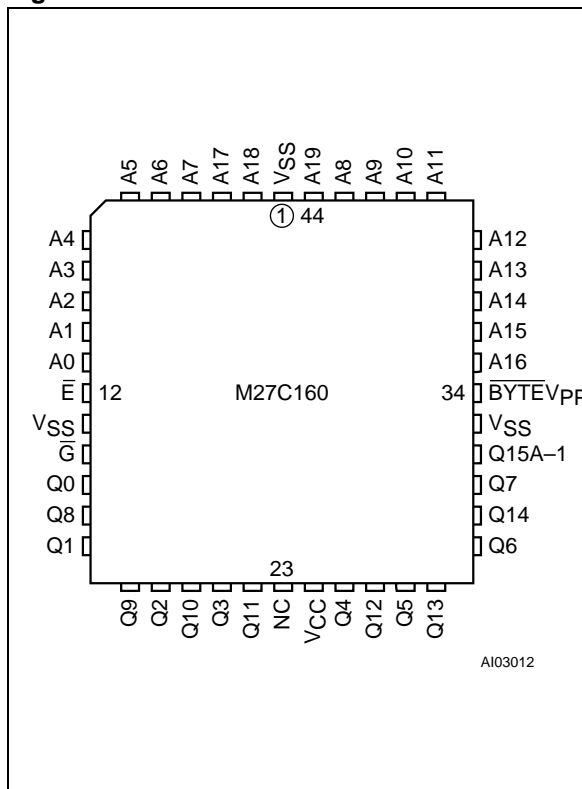 A5 A6 A7 A17 A18 VSS A19 A8 A9 A10 A11
1 44
A4 A12
A3 A13
A2 A14
A1 A15
A0 A16
E̅ 12 M27C160 34 B̅Y̅T̅E̅VPP
VSS VSS
G̅ Q15A–1
Q0 Q7
Q8 Q14
Q1 Q6
23
Q9 Q2 Q10 Q3 Q11 NC VCC Q4 Q12 Q5 Q13
AI03012